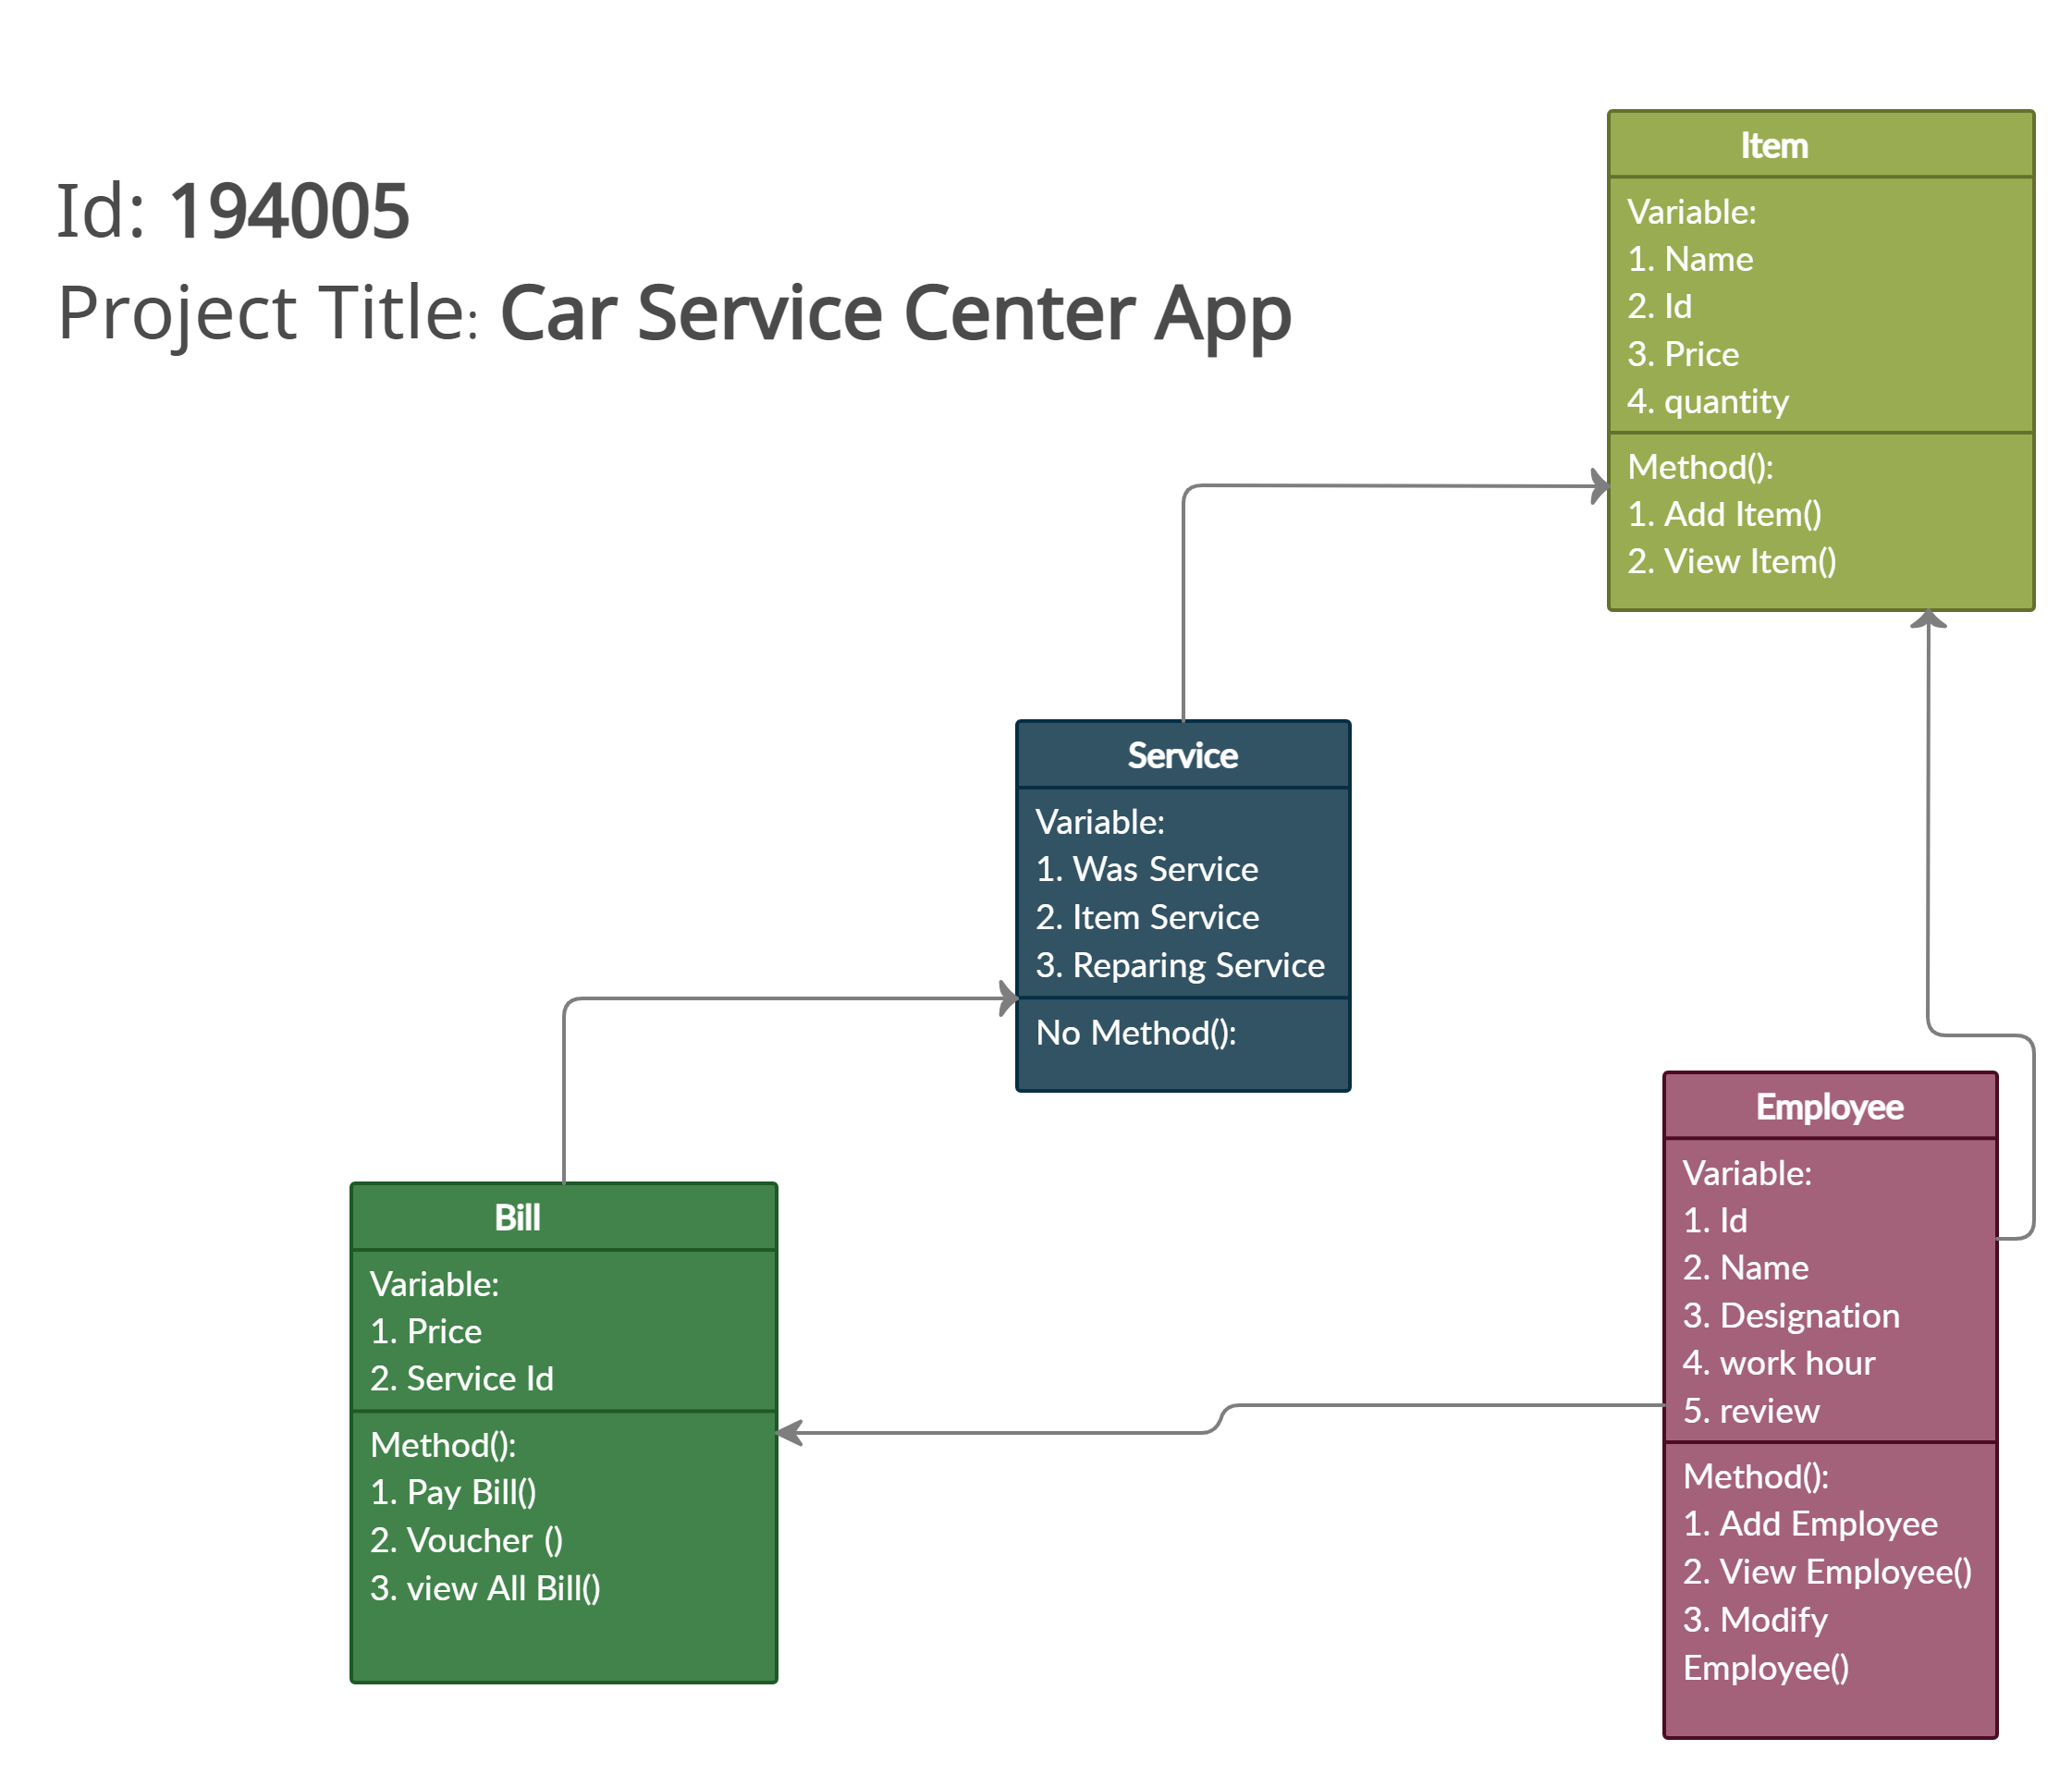 Id: 194005
Project Title: Car Service Center App
Item
Variable:
1. Name
2. Id
3. Price
4. quantity
Method():
1. Add Item()
2. View Item()
Service
Variable:
1. Was Service
2. Item Service
3. Reparing Service
No Method():
Bill
Variable:
1. Price
2. Service Id
Method():
1. Pay Bill()
2. Voucher ()
3. view All Bill()
Employee
Variable:
1. Id
2. Name
3. Designation
4. work hour
5. review
Method():
1. Add Employee
2. View Employee()
3. Modify
Employee()